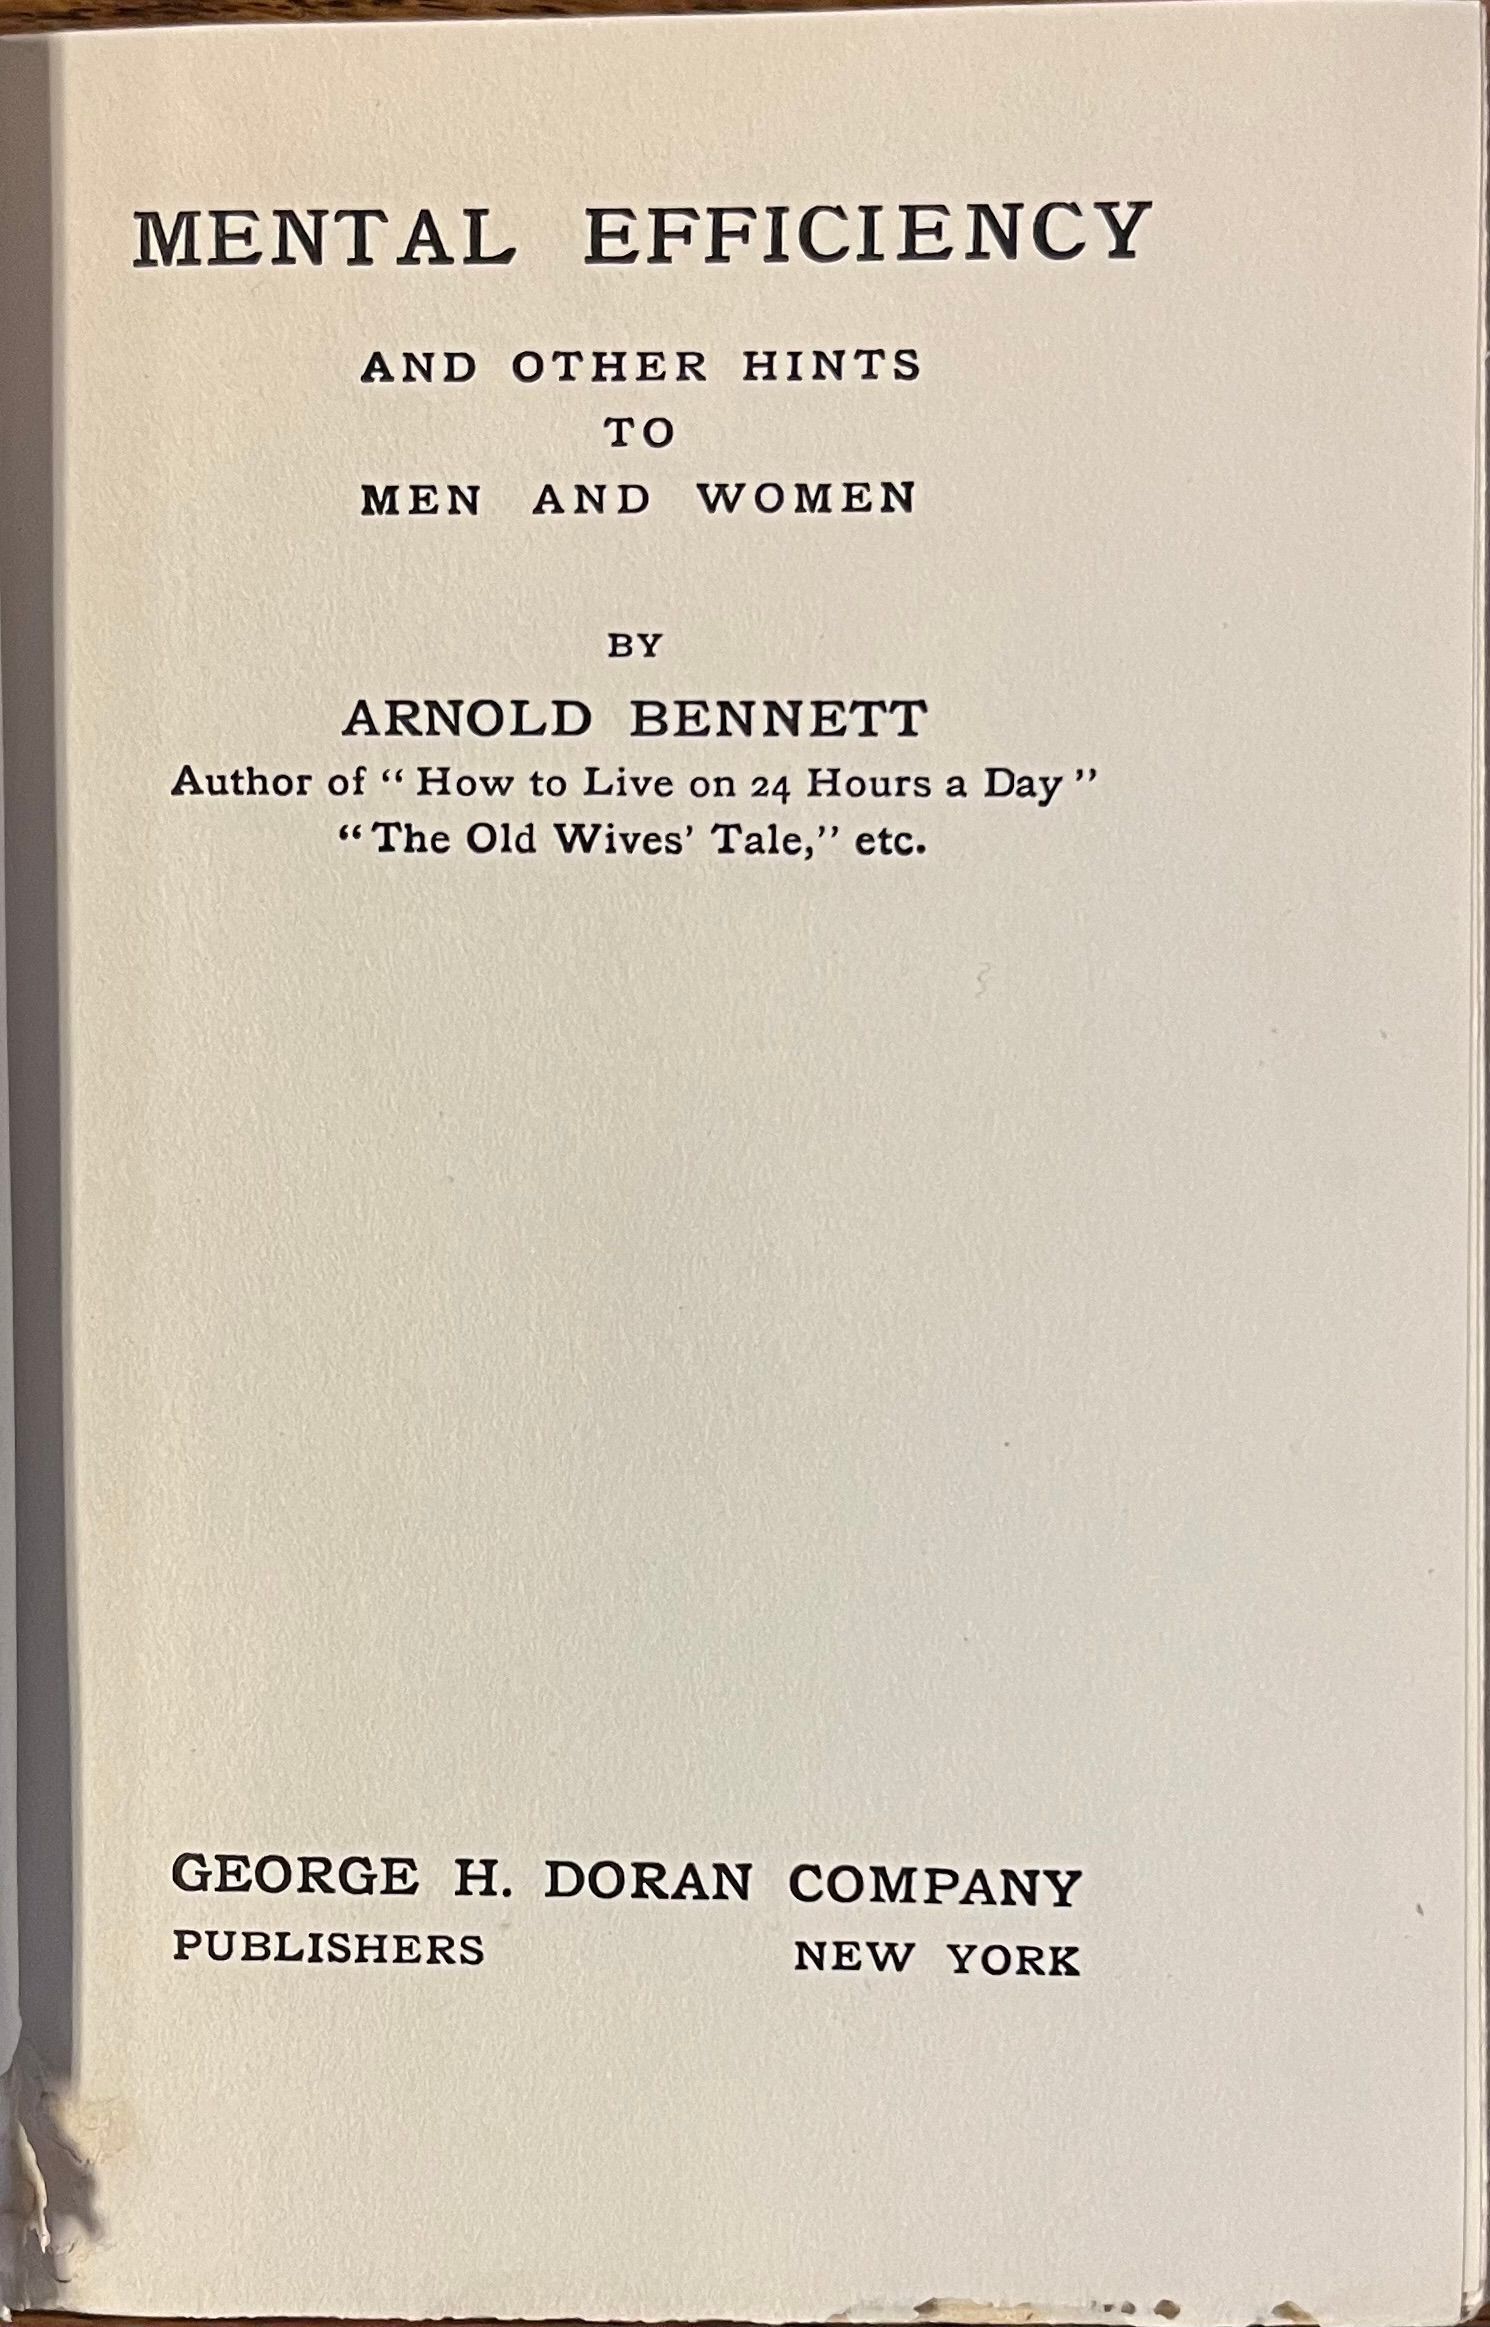 MENTAL EFFICIENCY
AND OTHER HINTS
TO
MEN AND WOMEN
BY
ARNOLD BENNETT
Author of “How to Live on 24 Hours a Day”
“The Old Wives’ Tale,” etc.
GEORGE H. DORAN COMPANY
PUBLISHERS NEW YORK